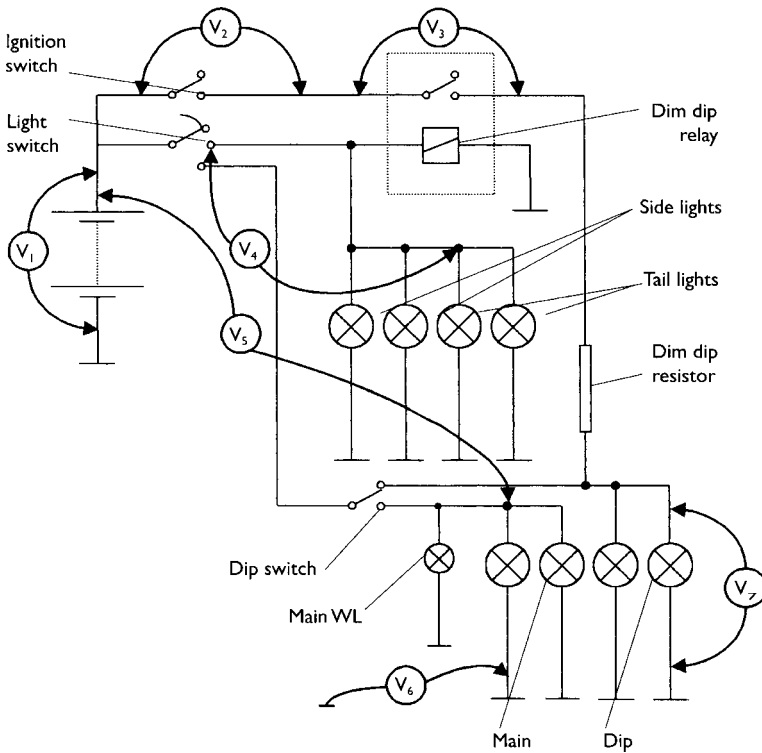 V2
V3
Ignition
switch
Light
switch
Dim dip
relay
Side lights
V1
V4
Tail lights
V5
Dim dip
resistor
Dip switch
Main WL
V7
V6
Main
Dip